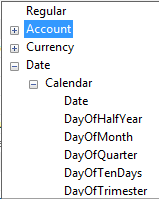 Regular
Account
Currency
Date
Calendar
Date
DayOfHalfYear
DayOfMonth
DayOfQuarter
DayOfTenDays
DayOfTrimester